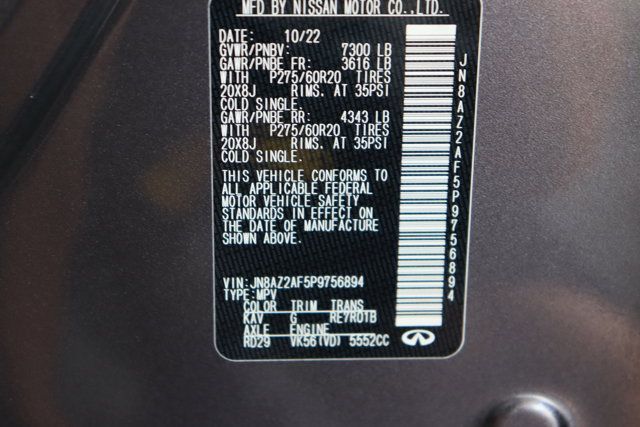 MFD BY NISSAN MOTOR CO.,LTD.
DATE: 10/22
GVWR/PNBV: 7300 LB
GAWR/PNBE FR: 3616 LB
WITH P275/60R20 TIRES
20X8J RIMS. AT 35PSI
COLD SINGLE.
GAWR/PNBE RR: 4343 LB
WITH P275/60R20 TIRES
20X8J RIMS. AT 35PSI
COLD SINGLE.
THIS VEHICLE CONFORMS TO
ALL APPLICABLE FEDERAL
MOTOR VEHICLE SAFETY
STANDARDS IN EFFECT ON
THE DATE OF MANUFACTURE
SHOWN ABOVE.
VIN:JN8AZ2AF5P9756894
TYPE:MPV
COLOR TRIM TRANS
KAV G RE7R01B
AXLE ENGINE
RD29 VK56(VD) 5552CC
JN8AZ2AF5P9756894